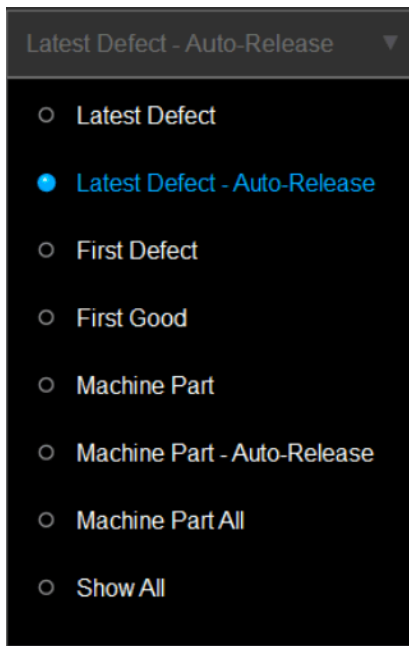 Latest Defect - Auto-Release
Latest Defect
Latest Defect - Auto-Release
First Defect
First Good
Machine Part
Machine Part - Auto-Release
Machine Part All
Show All